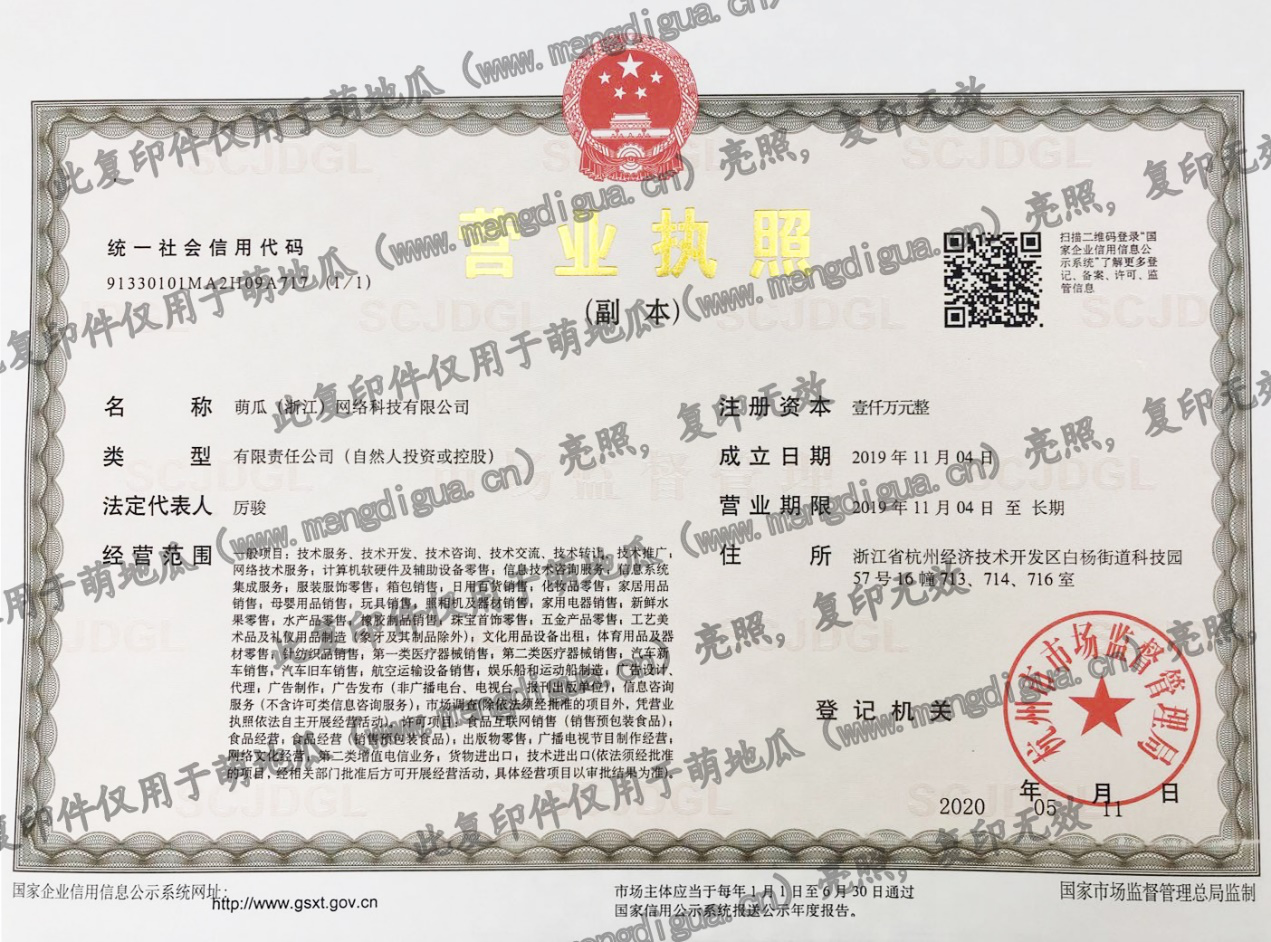 营业执照
(副 本)
统一社会信用代码
91330101MA2H09A717 (1/1)
扫描二维码登录“国
家企业信用信息公
示系统”了解更多登
记、备案、许可、监
管信息
名 称 萌瓜(浙江)网络科技有限公司
类 型 有限责任公司(自然人投资或控股)
法定代表人 厉骏
经营范围 一般项目:技术服务、技术开发、技术咨询、技术交流、技术转让、技术推广;
网络技术服务;计算机软硬件及辅助设备零售;信息技术咨询服务;信息系统
集成服务;服装服饰零售;箱包销售;日用百货销售;化妆品零售;家居用品
销售;母婴用品销售;玩具销售;照相机及器材销售;家用电器销售;新鲜水
果零售;水产品零售;橡胶制品销售;珠宝首饰零售;五金产品零售;工艺美
术品及礼仪用品制造(象牙及其制品除外);文化用品设备出租;体育用品及器
材零售;针纺织品销售;第一类医疗器械销售;第二类医疗器械销售;汽车新
车销售;汽车旧车销售;航空运输设备销售;娱乐船和运动船制造;广告设计、
代理;广告制作;广告发布(非广播电台、电视台、报刊出版单位);信息咨询
服务(不含许可类信息咨询服务);市场调查(除依法须经批准的项目外,凭营业
执照依法自主开展经营活动)。许可项目:食品互联网销售(销售预包装食品);
食品经营;食品经营(销售预包装食品);出版物零售;广播电视节目制作经营;
网络文化经营;第二类增值电信业务;货物进出口;技术进出口(依法须经批准
的项目,经相关部门批准后方可开展经营活动,具体经营项目以审批结果为准)。
注册资本 壹仟万元整
成立日期 2019年11月04日
营业期限 2019年11月04日 至 长期
住 所 浙江省杭州经济技术开发区白杨街道科技园
57号16幢713、714、716室
登记机关
杭州市市场监督管理局
2020 年 05 月 11 日
国家企业信用信息公示系统网址:
http://www.gsxt.gov.cn
市场主体应当于每年1月1日至6月30日通过
国家信用公示系统报送公示年度报告。
国家市场监督管理总局监制
此复印件仅用于萌地瓜(www.mengdigua.cn)亮照,复印无效